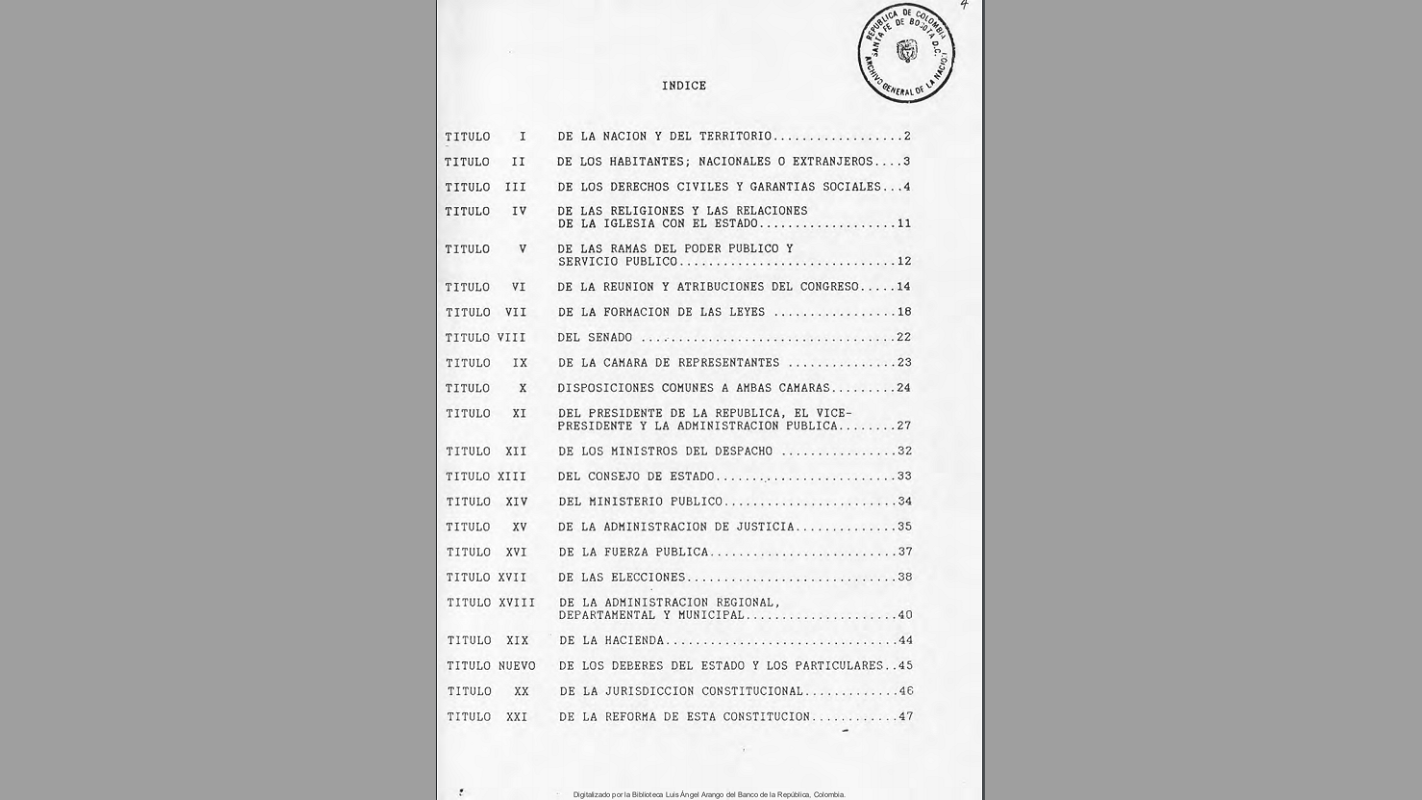 4
REPUBLICA DE COLOMBIA
SANTA FE DE BOGOTA D.C.
ARCHIVO GENERAL DE LA NACION
INDICE
TITULO I DE LA NACION Y DEL TERRITORIO..................2
TITULO II DE LOS HABITANTES; NACIONALES O EXTRANJEROS....3
TITULO III DE LOS DERECHOS CIVILES Y GARANTIAS SOCIALES...4
TITULO IV DE LAS RELIGIONES Y LAS RELACIONES
DE LA IGLESIA CON EL ESTADO...................11
TITULO V DE LAS RAMAS DEL PODER PUBLICO Y
SERVICIO PUBLICO..............................12
TITULO VI DE LA REUNION Y ATRIBUCIONES DEL CONGRESO.....14
TITULO VII DE LA FORMACION DE LAS LEYES .................18
TITULO VIII DEL SENADO ...................................22
TITULO IX DE LA CAMARA DE REPRESENTANTES ...............23
TITULO X DISPOSICIONES COMUNES A AMBAS CAMARAS.........24
TITULO XI DEL PRESIDENTE DE LA REPUBLICA, EL VICE-
PRESIDENTE Y LA ADMINISTRACION PUBLICA........27
TITULO XII DE LOS MINISTROS DEL DESPACHO ................32
TITULO XIII DEL CONSEJO DE ESTADO.........................33
TITULO XIV DEL MINISTERIO PUBLICO........................34
TITULO XV DE LA ADMINISTRACION DE JUSTICIA..............35
TITULO XVI DE LA FUERZA PUBLICA..........................37
TITULO XVII DE LAS ELECCIONES.............................38
TITULO XVIII DE LA ADMINISTRACION REGIONAL,
DEPARTAMENTAL Y MUNICIPAL.....................40
TITULO XIX DE LA HACIENDA................................44
TITULO NUEVO DE LOS DEBERES DEL ESTADO Y LOS PARTICULARES..45
TITULO XX DE LA JURISDICCION CONSTITUCIONAL.............46
TITULO XXI DE LA REFORMA DE ESTA CONSTITUCION............47
Digitalizado por la Biblioteca Luis Ángel Arango del Banco de la República, Colombia.